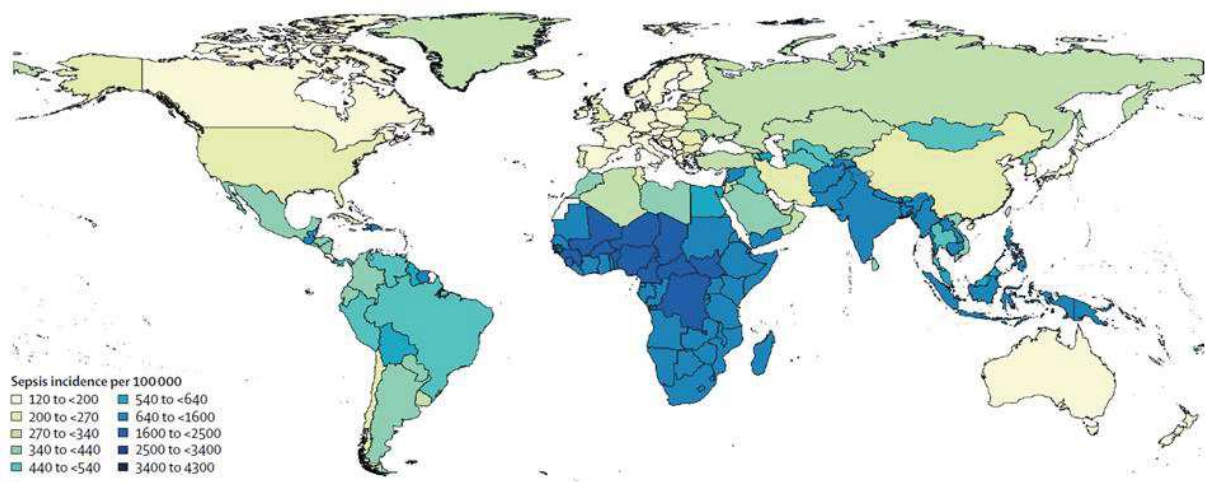 Sepsis incidence per 100 000
120 to <200
200 to <270
270 to <340
340 to <440
440 to <540
540 to <640
640 to <1600
1600 to <2500
2500 to <3400
3400 to 4300